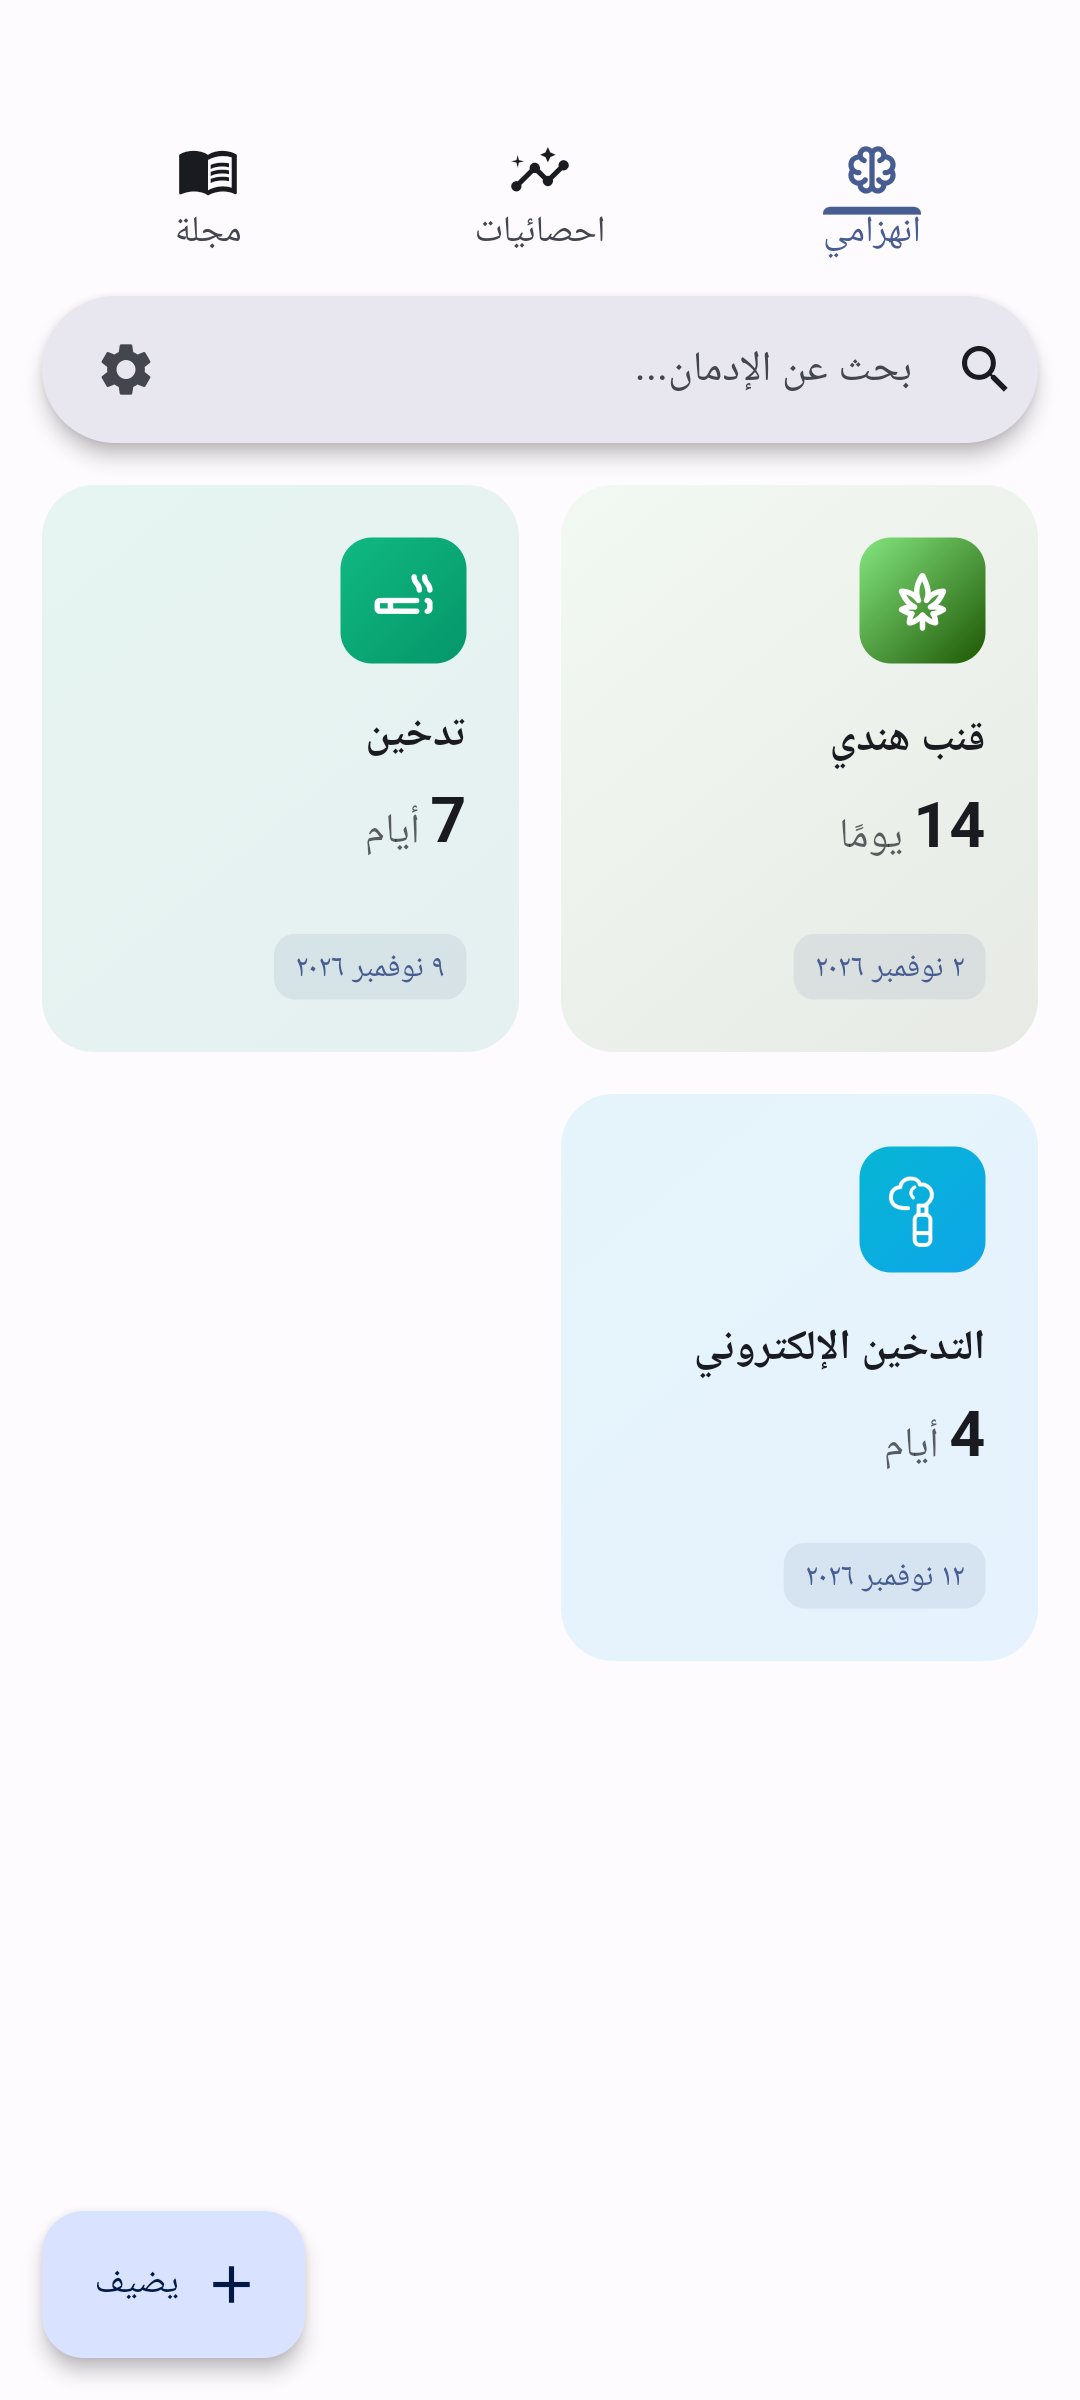 انهزامي
احصائيات
مجلة
بحث عن الإدمان...
قنب هندي
14 يومًا
٢ نوفمبر ٢٠٢٦
تدخين
7 أيام
٩ نوفمبر ٢٠٢٦
التدخين الإلكتروني
4 أيام
١٢ نوفمبر ٢٠٢٦
يضيف